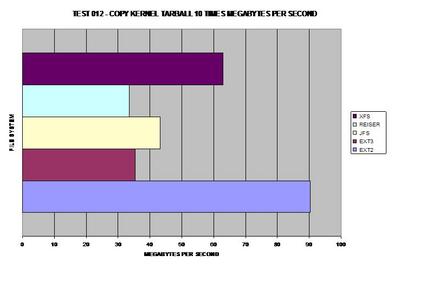 TEST 012 - COPY KERNEL TARBALL 10 TIMES MEGABYTES PER SECOND
FILE SYSTEM
XFS
REISER
JFS
EXT3
EXT2
0 10 20 30 40 50 60 70 80 90 100
MEGABYTES PER SECOND